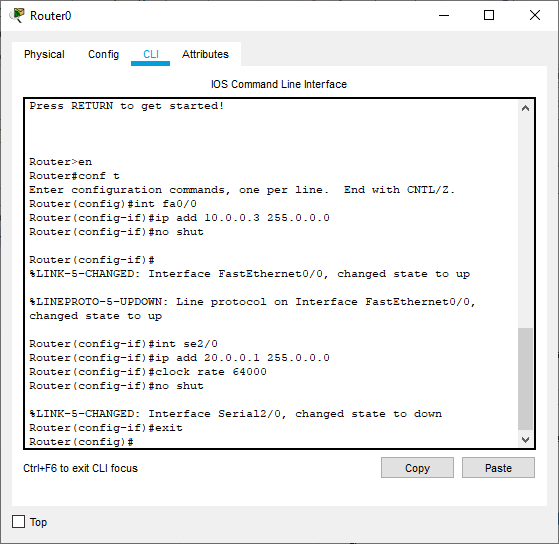 Router0
Physical Config CLI Attributes
IOS Command Line Interface
Press RETURN to get started!
Router>en
Router#conf t
Enter configuration commands, one per line.  End with CNTL/Z.
Router(config)#int fa0/0
Router(config-if)#ip add 10.0.0.3 255.0.0.0
Router(config-if)#no shut
Router(config-if)#
%LINK-5-CHANGED: Interface FastEthernet0/0, changed state to up
%LINEPROTO-5-UPDOWN: Line protocol on Interface FastEthernet0/0,
changed state to up
Router(config-if)#int se2/0
Router(config-if)#ip add 20.0.0.1 255.0.0.0
Router(config-if)#clock rate 64000
Router(config-if)#no shut
%LINK-5-CHANGED: Interface Serial2/0, changed state to down
Router(config-if)#exit
Router(config)#
Ctrl+F6 to exit CLI focus
Copy Paste
Top